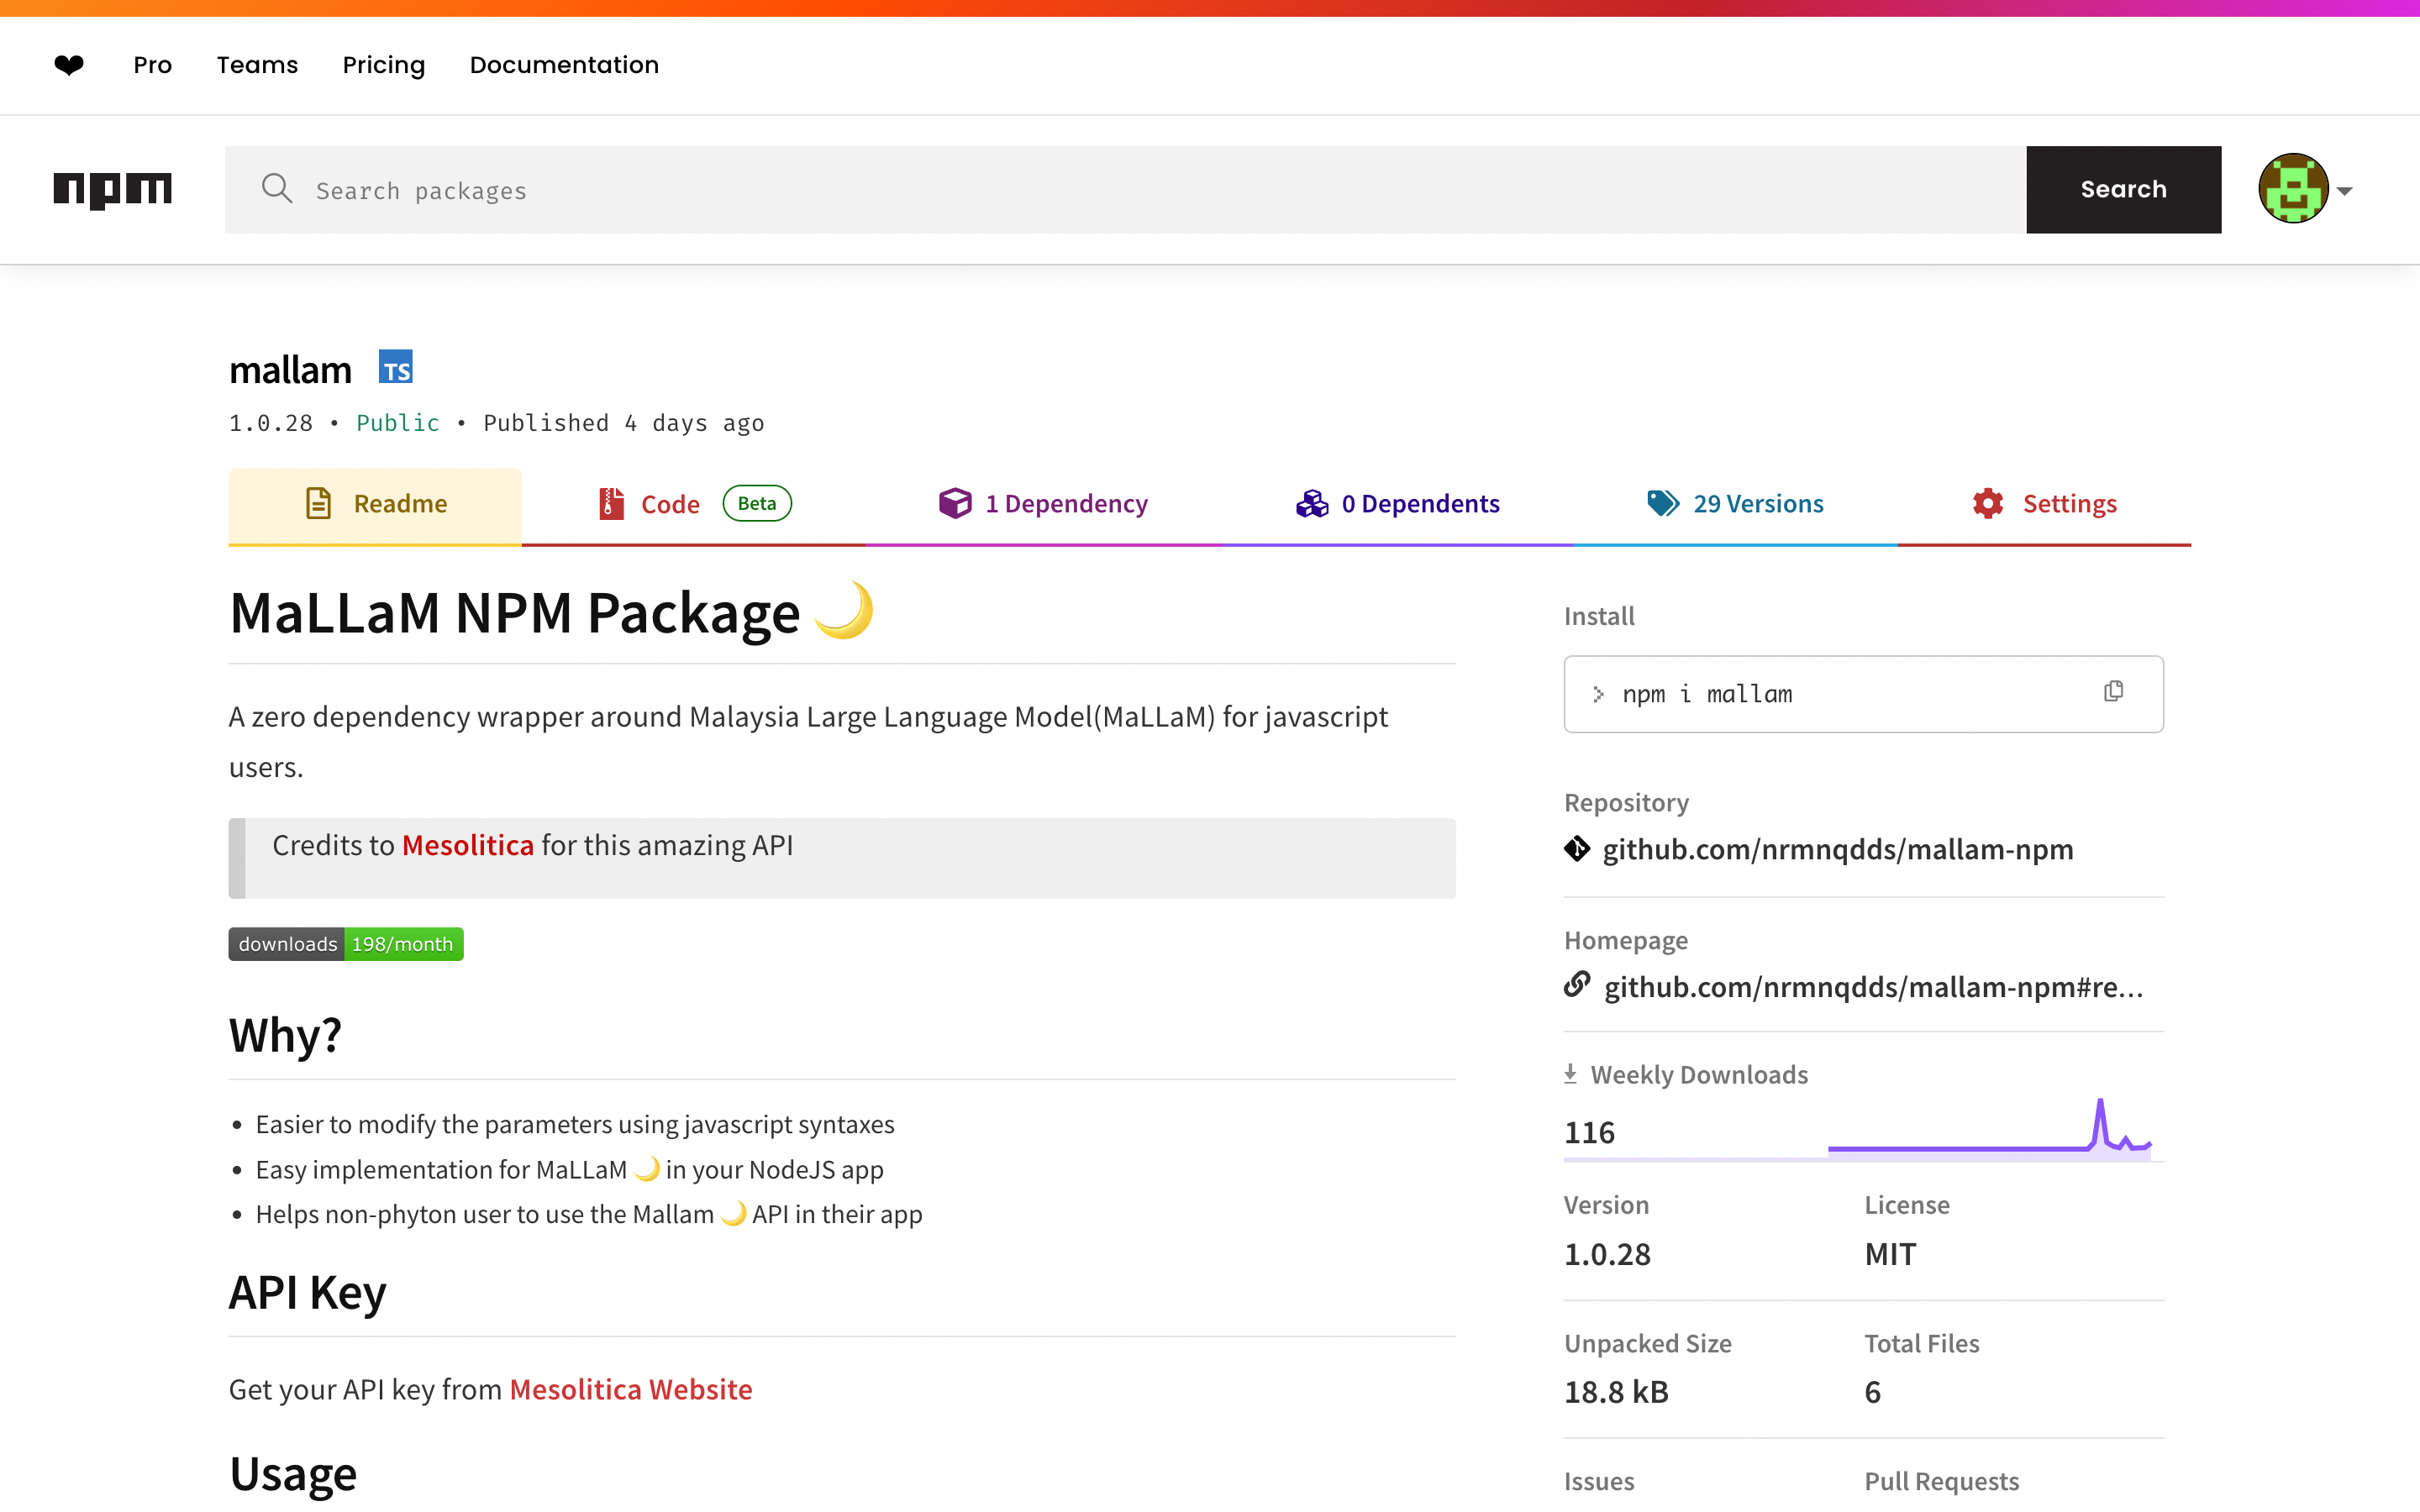 ❤ Pro Teams Pricing Documentation
npm Search packages Search
mallam TS
1.0.28 • Public • Published 4 days ago
Readme Code Beta 1 Dependency 0 Dependents 29 Versions Settings
MaLLaM NPM Package 🌙
A zero dependency wrapper around Malaysia Large Language Model(MaLLaM) for javascript
users.
Credits to Mesolitica for this amazing API
downloads 198/month
Why?
• Easier to modify the parameters using javascript syntaxes
• Easy implementation for MaLLaM 🌙 in your NodeJS app
• Helps non-phyton user to use the Mallam 🌙 API in their app
API Key
Get your API key from Mesolitica Website
Usage
Install
> npm i mallam
Repository
github.com/nrmnqdds/mallam-npm
Homepage
github.com/nrmnqdds/mallam-npm#re...
Weekly Downloads
116
Version License
1.0.28 MIT
Unpacked Size Total Files
18.8 kB 6
Issues Pull Requests